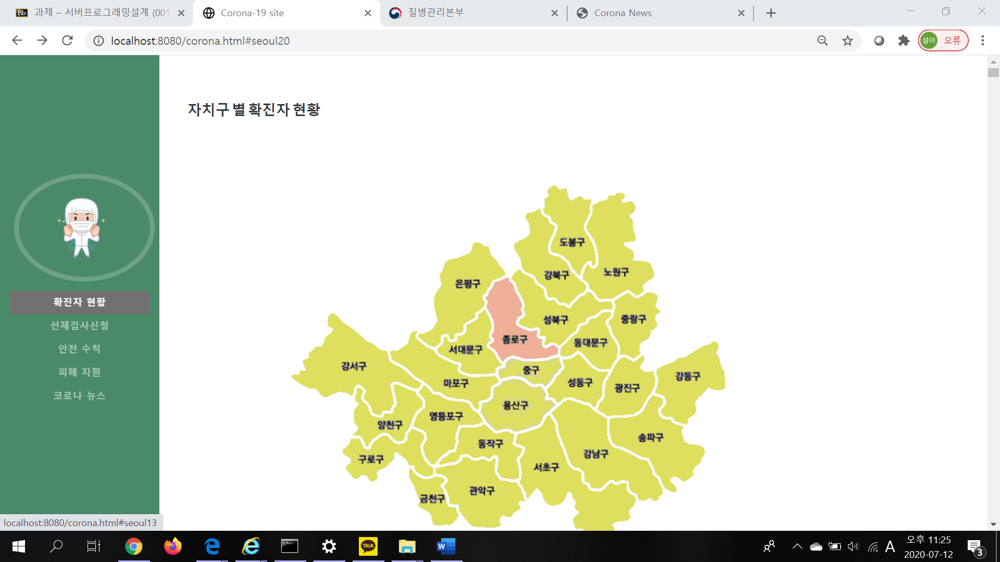 과제 – 서버프로그래밍설계 (001
Corona-19 site
질병관리본부
Corona News
localhost:8080/corona.html#seoul20
설아
오류
자치구 별 확진자 현황
확진자 현황
선제검사신청
안전 수칙
피해 지원
코로나 뉴스
도봉구
노원구
강북구
은평구
성북구
중랑구
종로구
동대문구
서대문구
강서구
중구
강동구
마포구
성동구
광진구
용산구
영등포구
양천구
송파구
동작구
강남구
구로구
서초구
관악구
금천구
localhost:8080/corona.html#seoul13
TALK
A
오후 11:25
2020-07-12
3